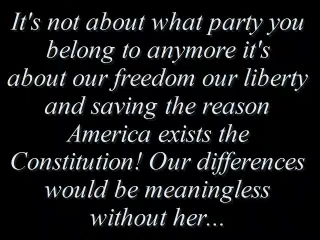 It's not about what party you
belong to anymore it's
about our freedom our liberty
and saving the reason
America exists the
Constitution! Our differences
would be meaningless
without her...